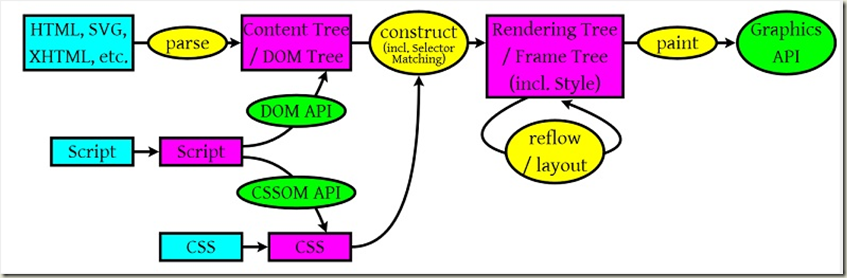 HTML, SVG,
XHTML, etc.
parse
Content Tree
/ DOM Tree
construct
(incl. Selector
Matching)
Rendering Tree
/ Frame Tree
(incl. Style)
paint
Graphics
API
DOM API
reflow
/ layout
Script
Script
CSSOM API
CSS
CSS